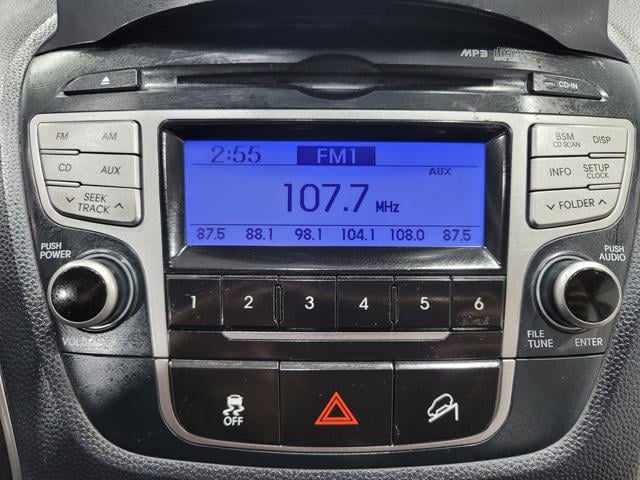 MP3
CD-IN
FM AM
CD AUX
SEEK
TRACK
PUSH
POWER
VOLUME
2:55 FM1
AUX
107.7 MHz
87.5 88.1 98.1 104.1 108.0 87.5
BSM DISP
CD SCAN
INFO SETUP
CLOCK
FOLDER
PUSH
AUDIO
FILE
TUNE ENTER
1 2 3 4 5 6
OFF